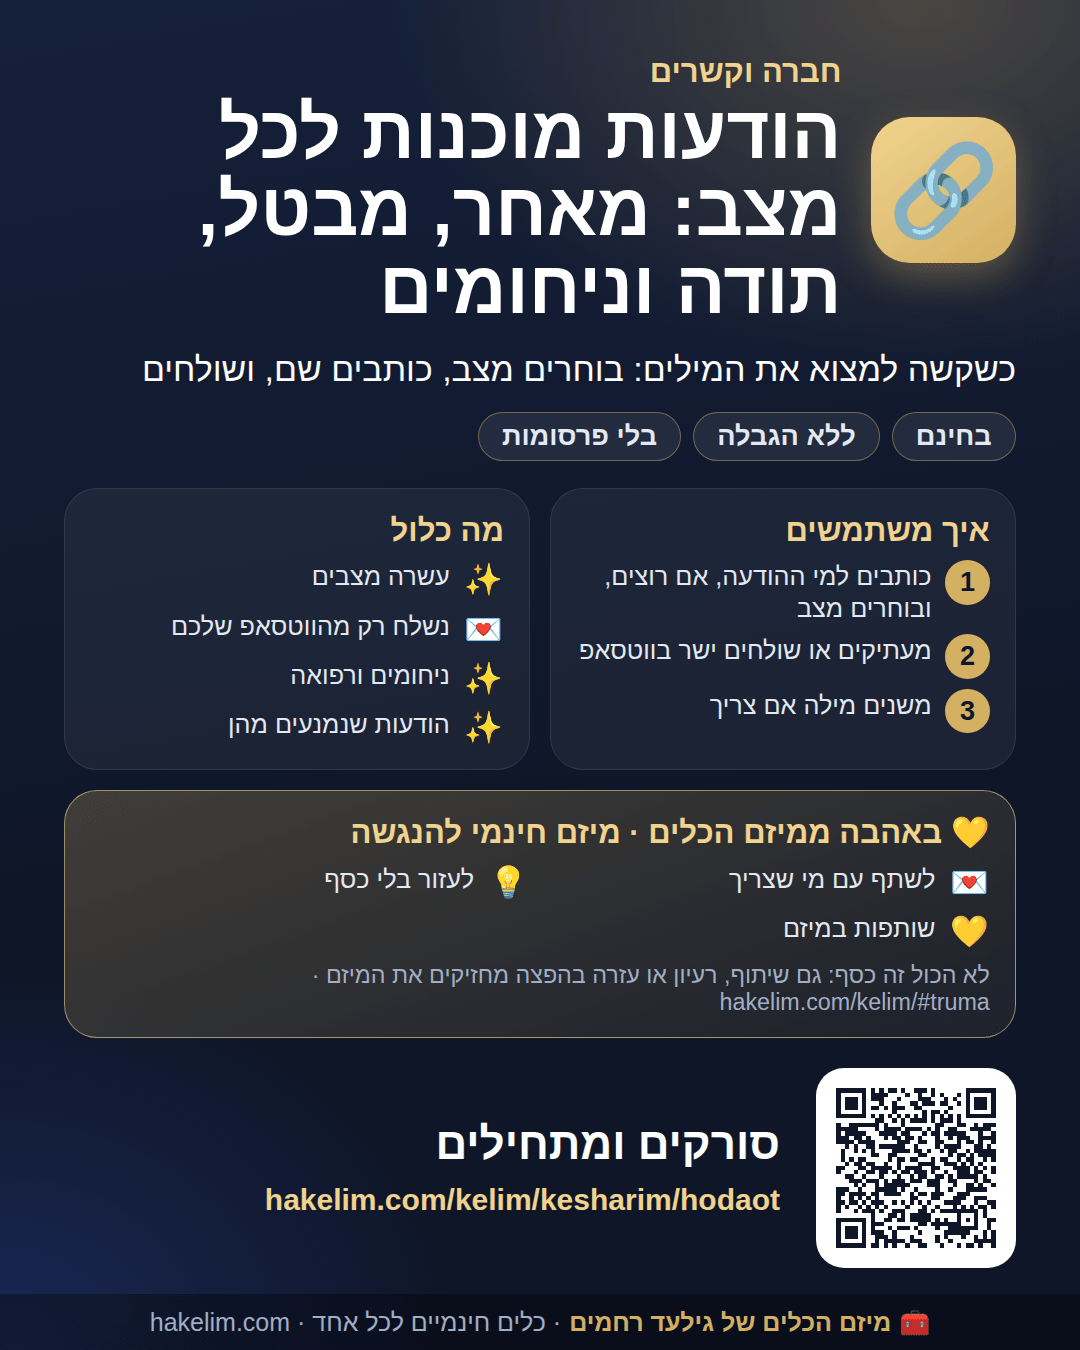 חברה וקשרים
הודעות מוכנות לכל
מצב: מאחר, מבטל,
תודה וניחומים
כשקשה למצוא את המילים: בוחרים מצב, כותבים שם, ושולחים
בחינם
ללא הגבלה
בלי פרסומות
איך משתמשים
1 כותבים למי ההודעה, אם רוצים,
ובוחרים מצב
2 מעתיקים או שולחים ישר בווטסאפ
3 משנים מילה אם צריך
מה כלול
עשרה מצבים
נשלח רק מהווטסאפ שלכם
ניחומים ורפואה
הודעות שנמנעים מהן
באהבה ממיזם הכלים · מיזם חינמי להנגשה
לשתף עם מי שצריך
לעזור בלי כסף
שותפות במיזם
לא הכול זה כסף: גם שיתוף, רעיון או עזרה בהפצה מחזיקים את המיזם ·
hakelim.com/kelim/#truma
סורקים ומתחילים
hakelim.com/kelim/kesharim/hodaot
מיזם הכלים של גילעד רחמים · כלים חינמיים לכל אחד · hakelim.com